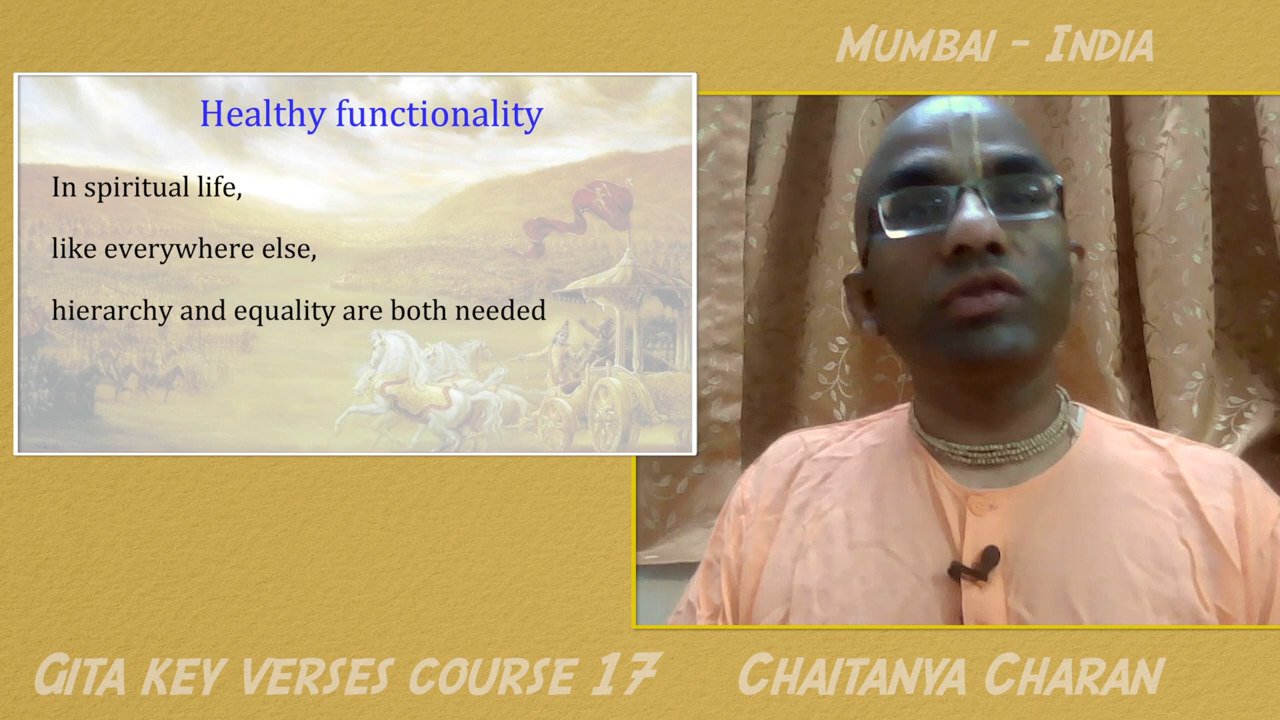 Mumbai - India
Healthy functionality
In spiritual life,
like everywhere else,
hierarchy and equality are both needed
Gita key verses course 17
Chaitanya Charan